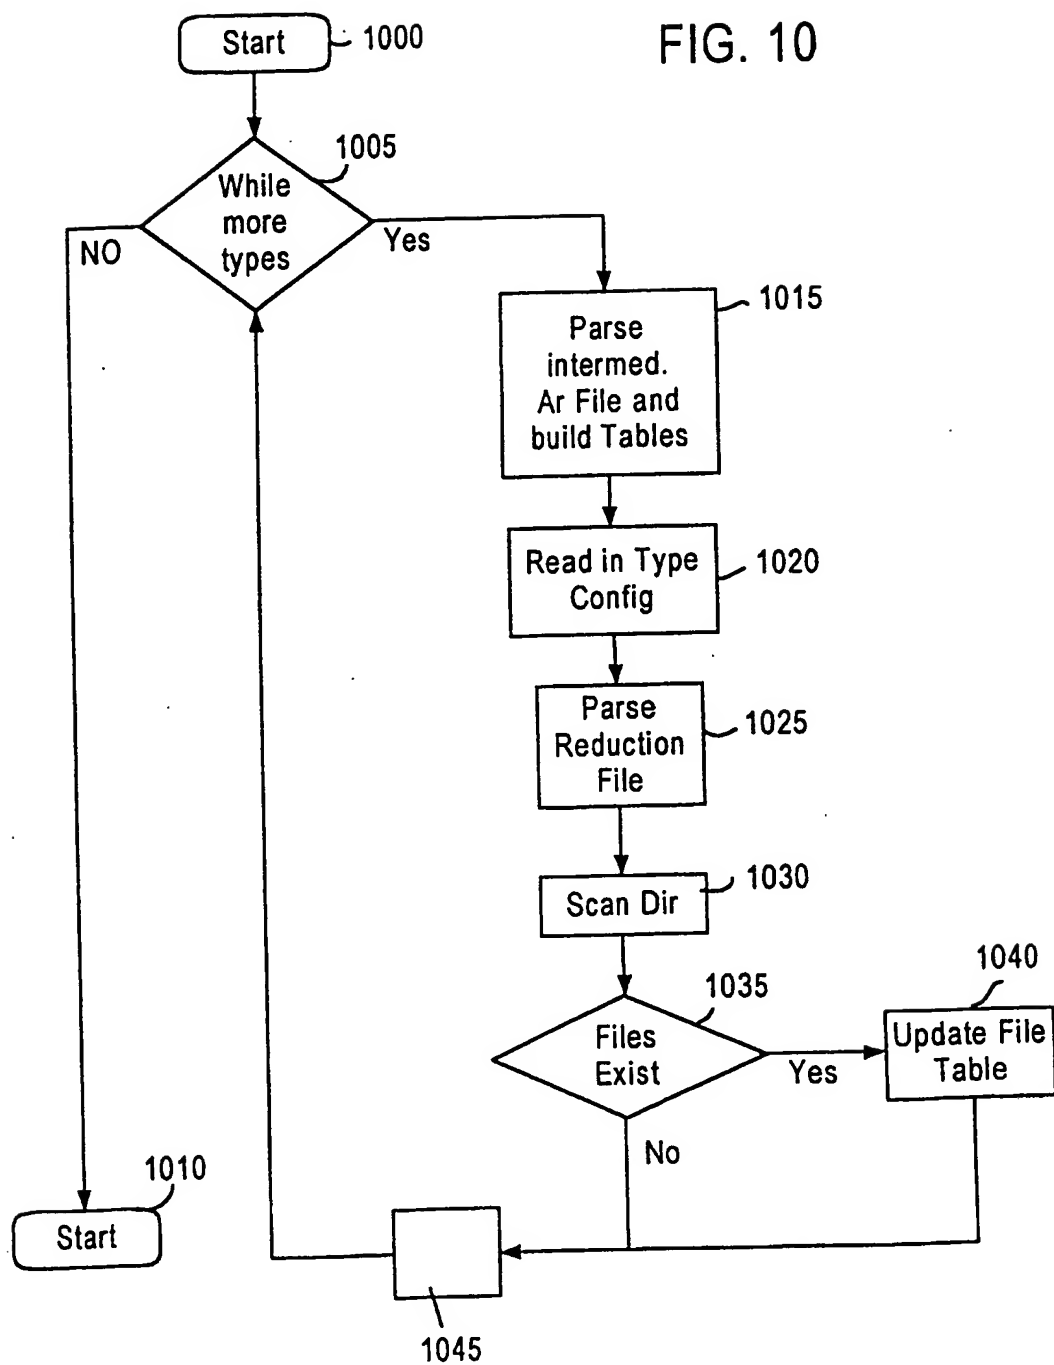 FIG. 10
Start
1000
1005
While
more
types
NO
Yes
1015
Parse
intermed.
Ar File and
build Tables
Read in Type
Config
1020
Parse
Reduction
File
1025
Scan Dir
1030
1035
Files
Exist
Yes
1040
Update File
Table
No
1010
Start
1045